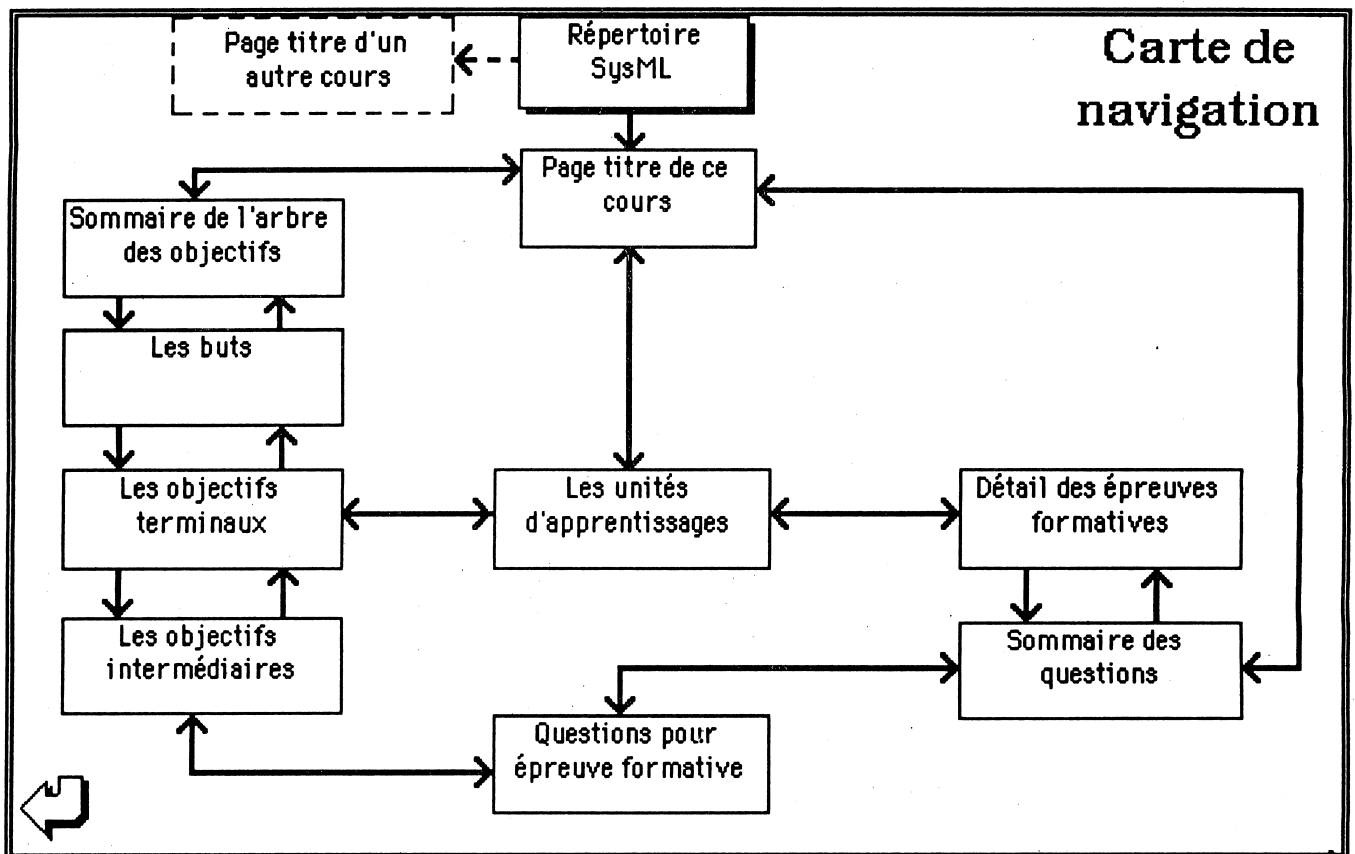 Page titre d'un
autre cours
Répertoire
SysML
Carte de
navigation
Page titre de ce
cours
Sommaire de l'arbre
des objectifs
Les buts
Les objectifs
terminaux
Les unités
d'apprentissages
Détail des épreuves
formatives
Les objectifs
intermédiaires
Sommaire des
questions
Questions pour
épreuve formative